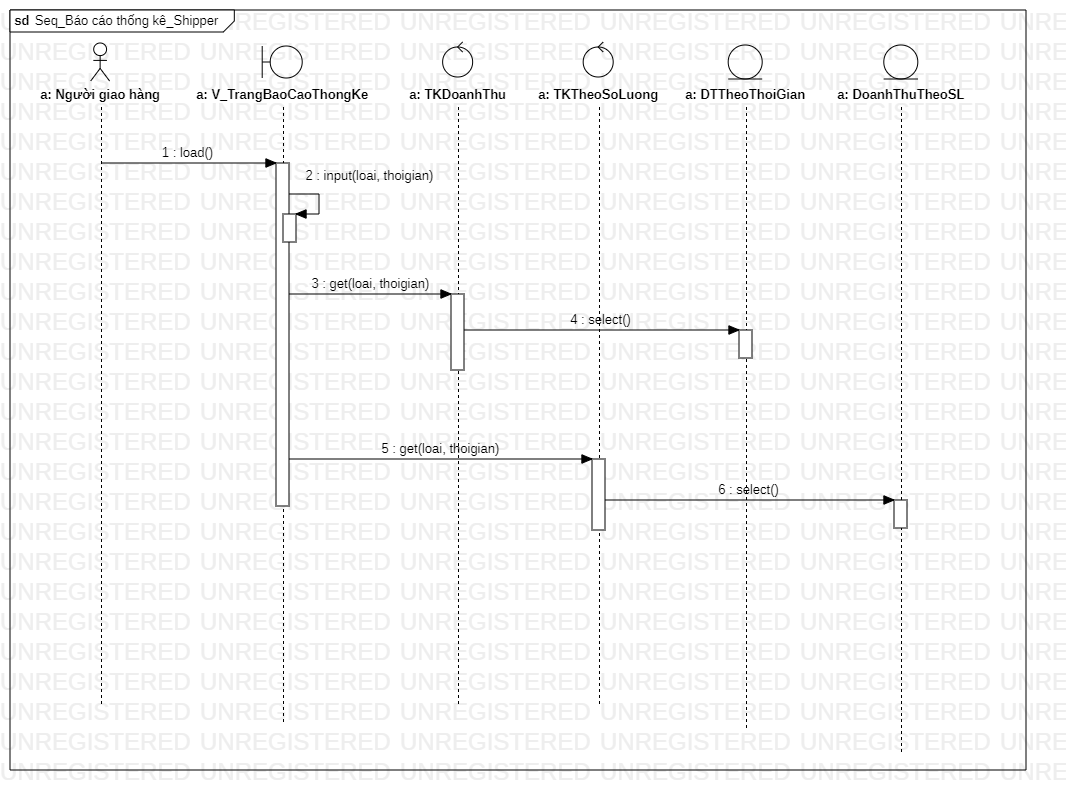 sd Seq_Báo cáo thống kê_Shipper
a: Người giao hàng
a: V_TrangBaoCaoThongKe
a: TKDoanhThu
a: TKTheoSoLuong
a: DTTheoThoiGian
a: DoanhThuTheoSL
1 : load()
2 : input(loai, thoigian)
3 : get(loai, thoigian)
4 : select()
5 : get(loai, thoigian)
6 : select()
UNREGISTERED